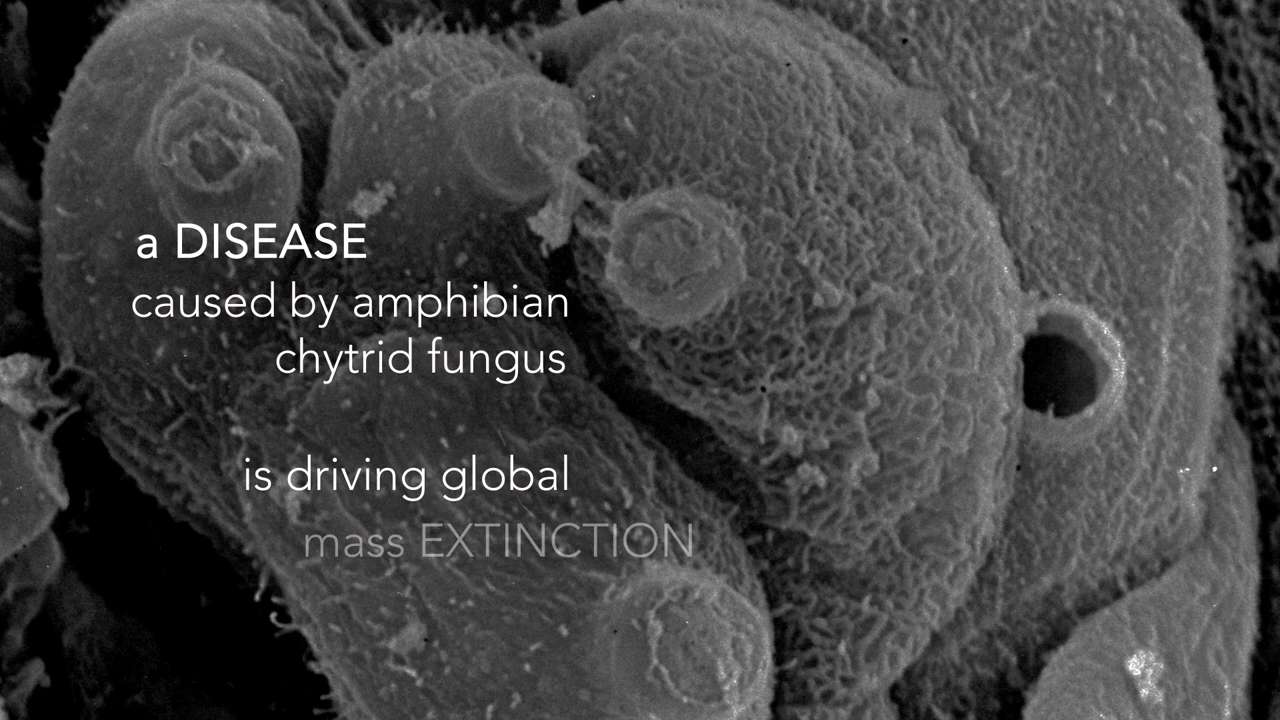 a DISEASE
caused by amphibian
chytrid fungus
is driving global
mass EXTINCTION